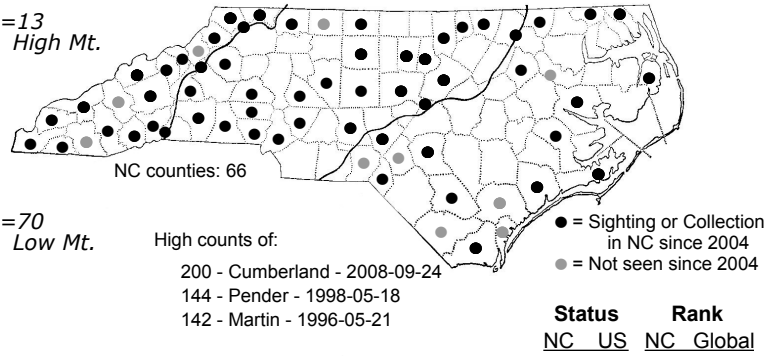 =13
High Mt.
NC counties: 66
=70
Low Mt.
High counts of:
200 - Cumberland - 2008-09-24
144 - Pender - 1998-05-18
142 - Martin - 1996-05-21
= Sighting or Collection
in NC since 2004
= Not seen since 2004
Status Rank
NC US NC Global